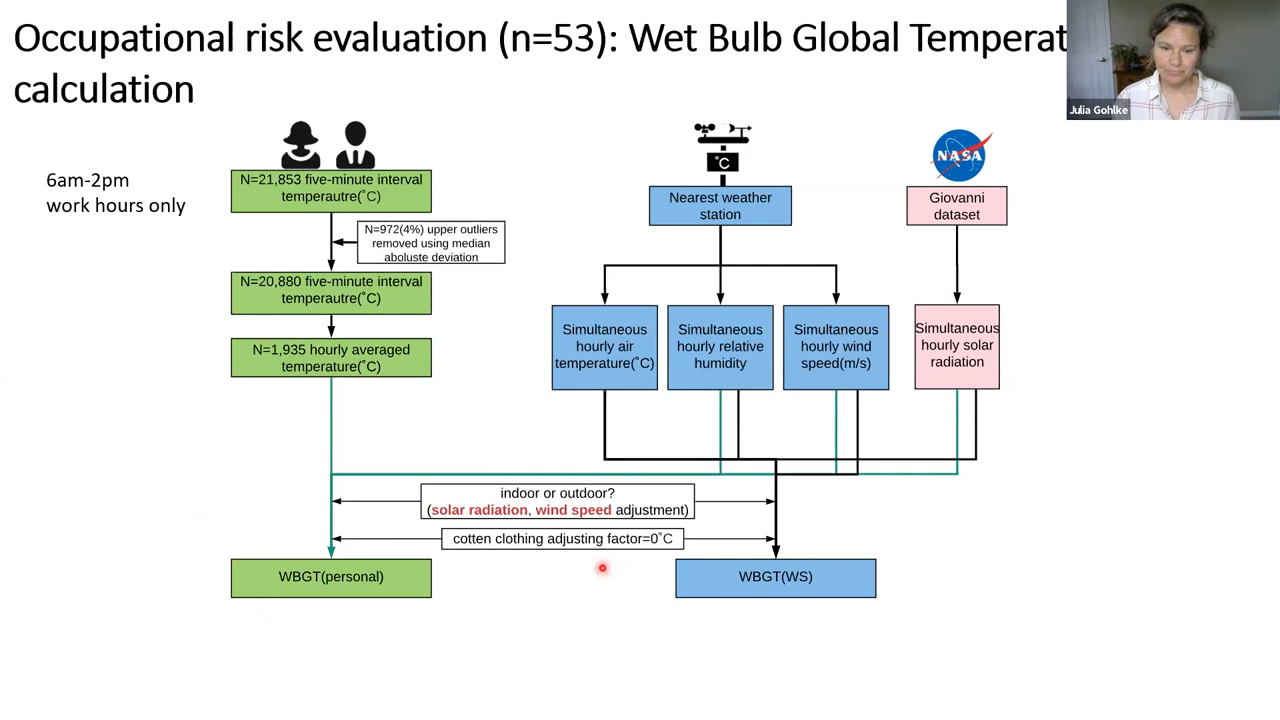 Occupational risk evaluation (n=53): Wet Bulb Global Temperat
calculation
Julia Gohlke
6am-2pm
work hours only
N=21,853 five-minute interval
temperautre(˚C)
N=972(4%) upper outliers
removed using median
aboluste deviation
N=20,880 five-minute interval
temperautre(˚C)
N=1,935 hourly averaged
temperature(˚C)
˚C
Nearest weather
station
NASA
Giovanni
dataset
Simultaneous
hourly air
temperature(˚C)
Simultaneous
hourly relative
humidity
Simultaneous
hourly wind
speed(m/s)
Simultaneous
hourly solar
radiation
indoor or outdoor?
(solar radiation, wind speed adjustment)
cotten clothing adjusting factor=0˚C
WBGT(personal)
WBGT(WS)